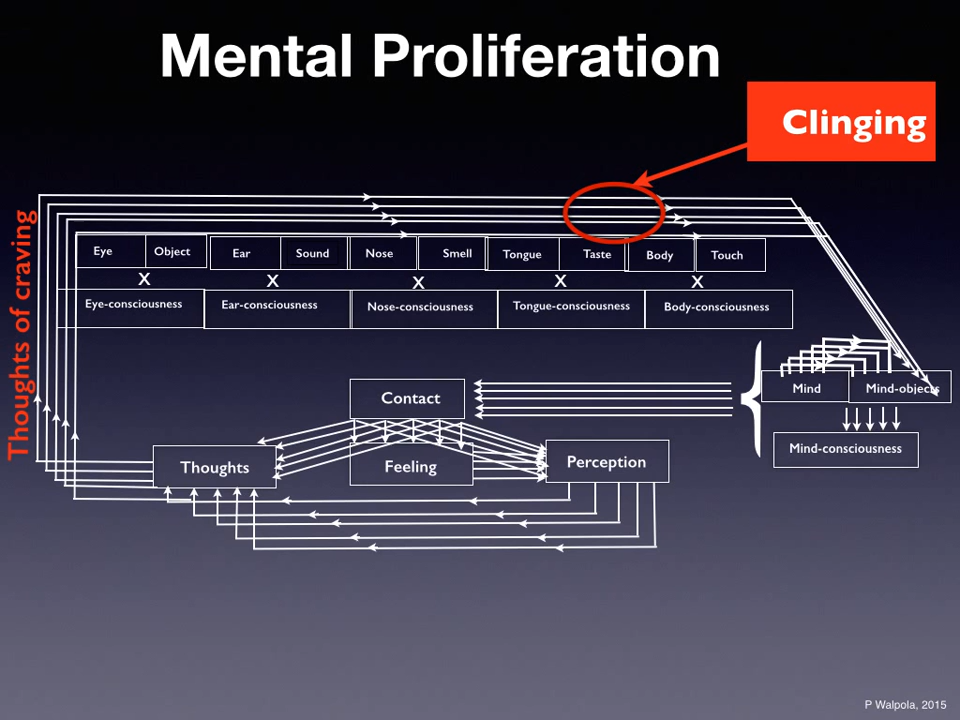 Mental Proliferation
Clinging
Thoughts of craving
Eye Object Ear Sound Nose Smell Tongue Taste Body Touch
X X X X X
Eye-consciousness Ear-consciousness Nose-consciousness Tongue-consciousness Body-consciousness
Mind Mind-objects
Contact
Mind-consciousness
Thoughts Feeling Perception
P Walpola, 2015